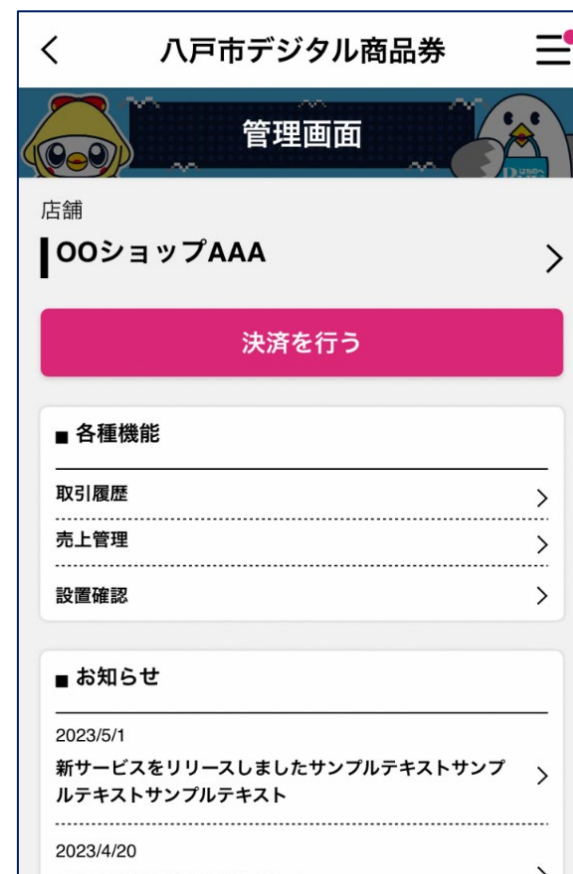 八戸市デジタル商品券
管理画面
店舗
OOショップAAA
決済を行う
■ 各種機能
取引履歴
売上管理
設置確認
■ お知らせ
2023/5/1
新サービスをリリースしましたサンプルテキストサンプ
ルテキストサンプルテキスト
2023/4/20